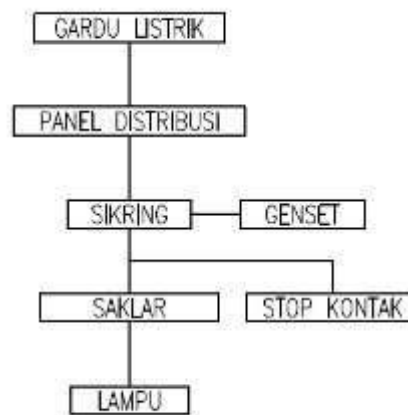 GARDU LISTRIK
PANEL DISTRIBUSI
SIKRING
GENSET
SAKLAR
STOP KONTAK
LAMPU